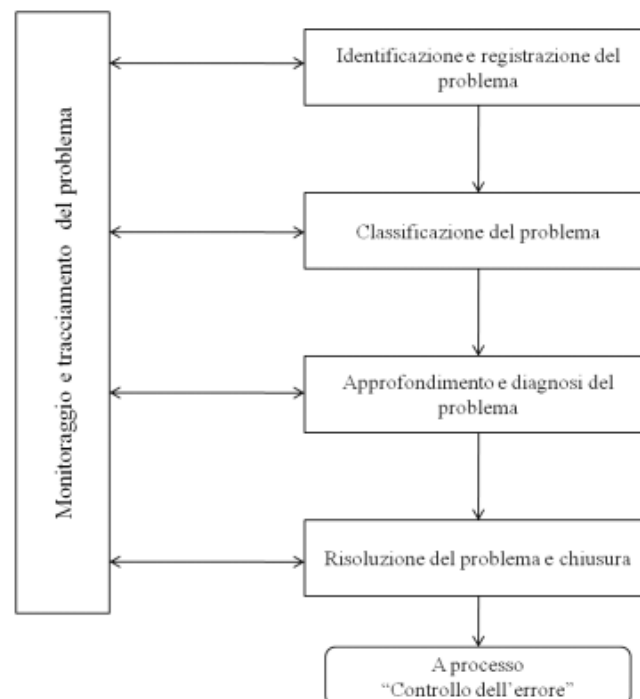 Monitoraggio e tracciamento del problema
Identificazione e registrazione del
problema
Classificazione del problema
Approfondimento e diagnosi del
problema
Risoluzione del problema e chiusura
A processo
“Controllo dell’errore”